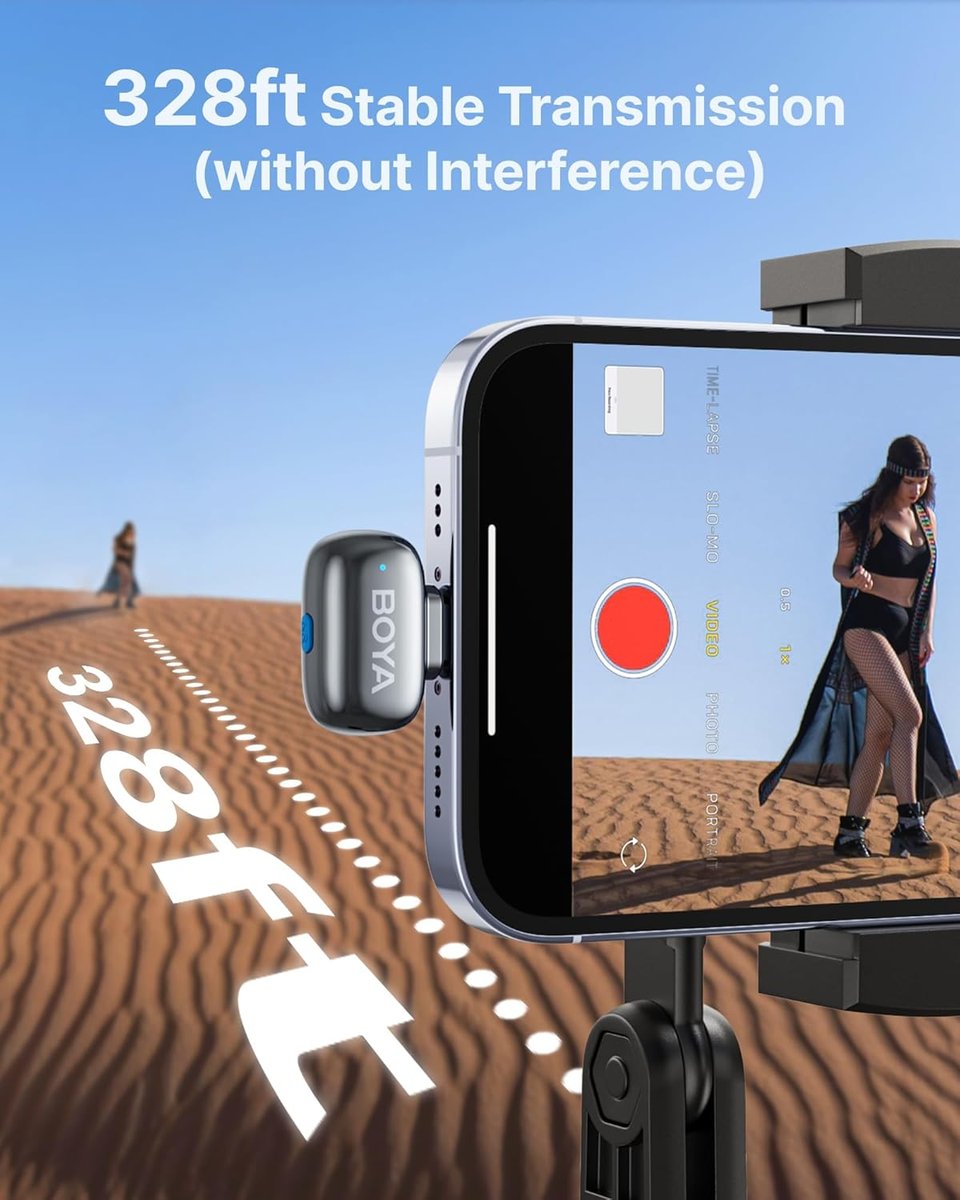 328ft Stable Transmission
(without Interference)
TIME-LAPSE
SLO-MO
VIDEO
PHOTO
PORTRAIT
0.5
1×
BOYA
328ft